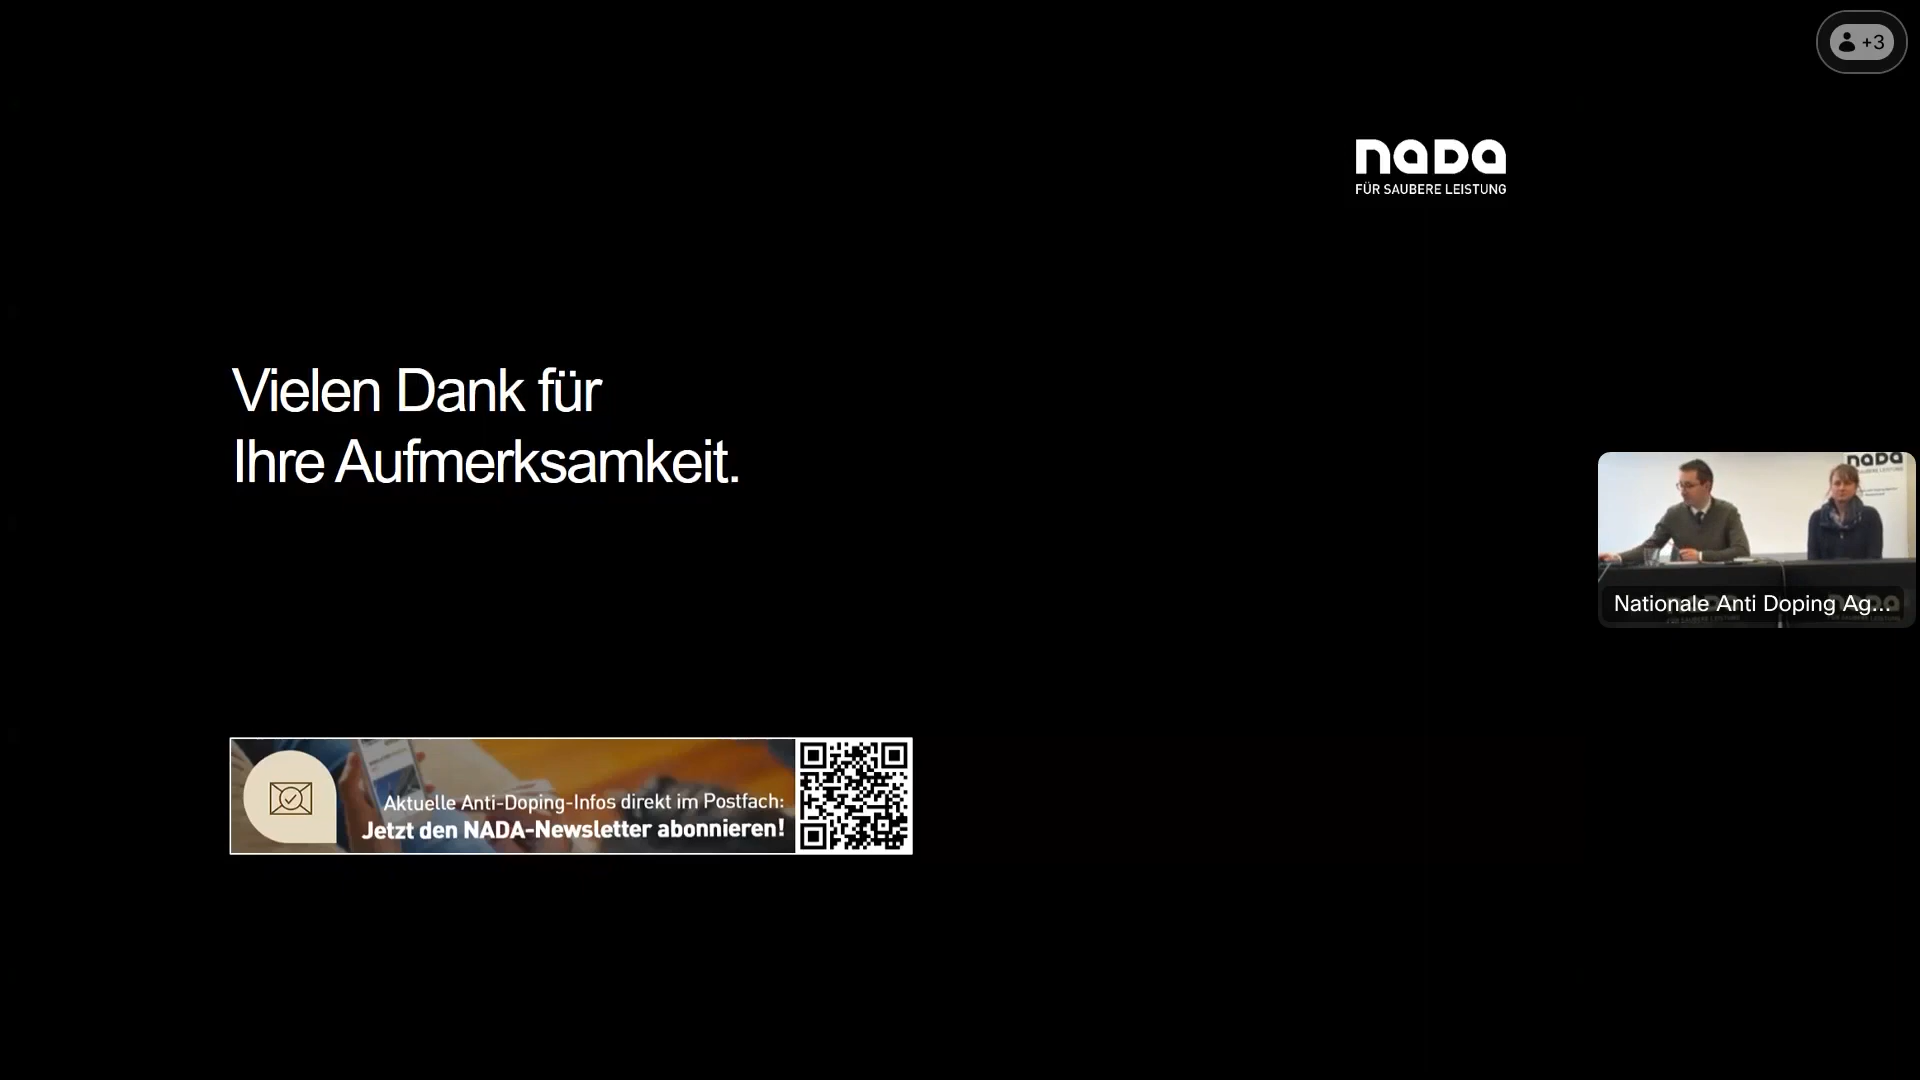 +3
naDa
FÜR SAUBERE LEISTUNG
Vielen Dank für
Ihre Aufmerksamkeit.
naDa
Nationale Anti Doping Ag...
Aktuelle Anti-Doping-Infos direkt im Postfach:
Jetzt den NADA-Newsletter abonnieren!